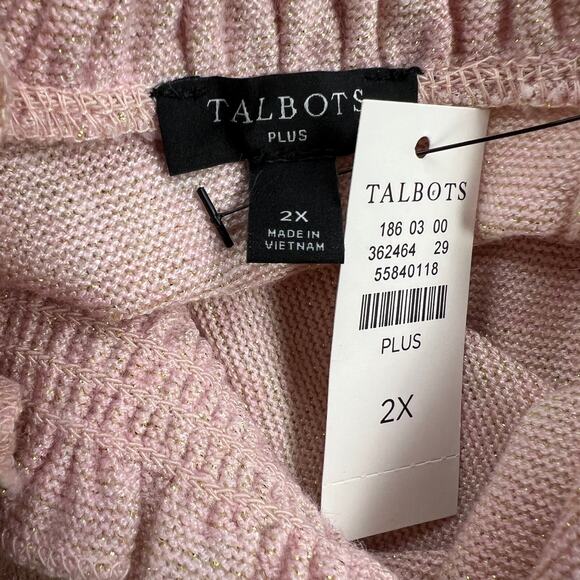 TALBOTS
PLUS
2X
MADE IN
VIETNAM
TALBOTS
186 03 00
362464 29
55840118
PLUS
2X